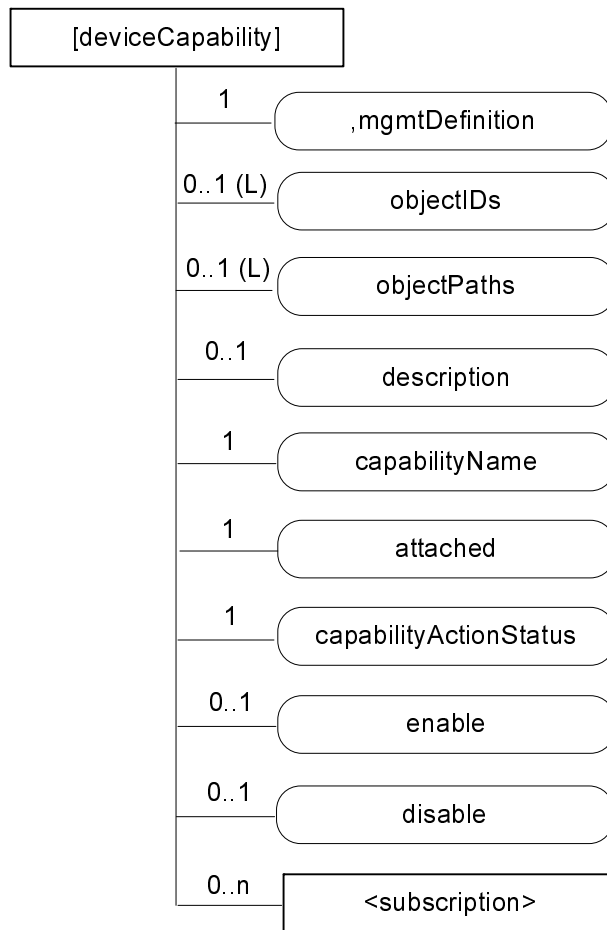 [deviceCapability]
1
,mgmtDefinition
0..1 (L)
objectIDs
0..1 (L)
objectPaths
0..1
description
1
capabilityName
1
attached
1
capabilityActionStatus
0..1
enable
0..1
disable
0..n
<subscription>